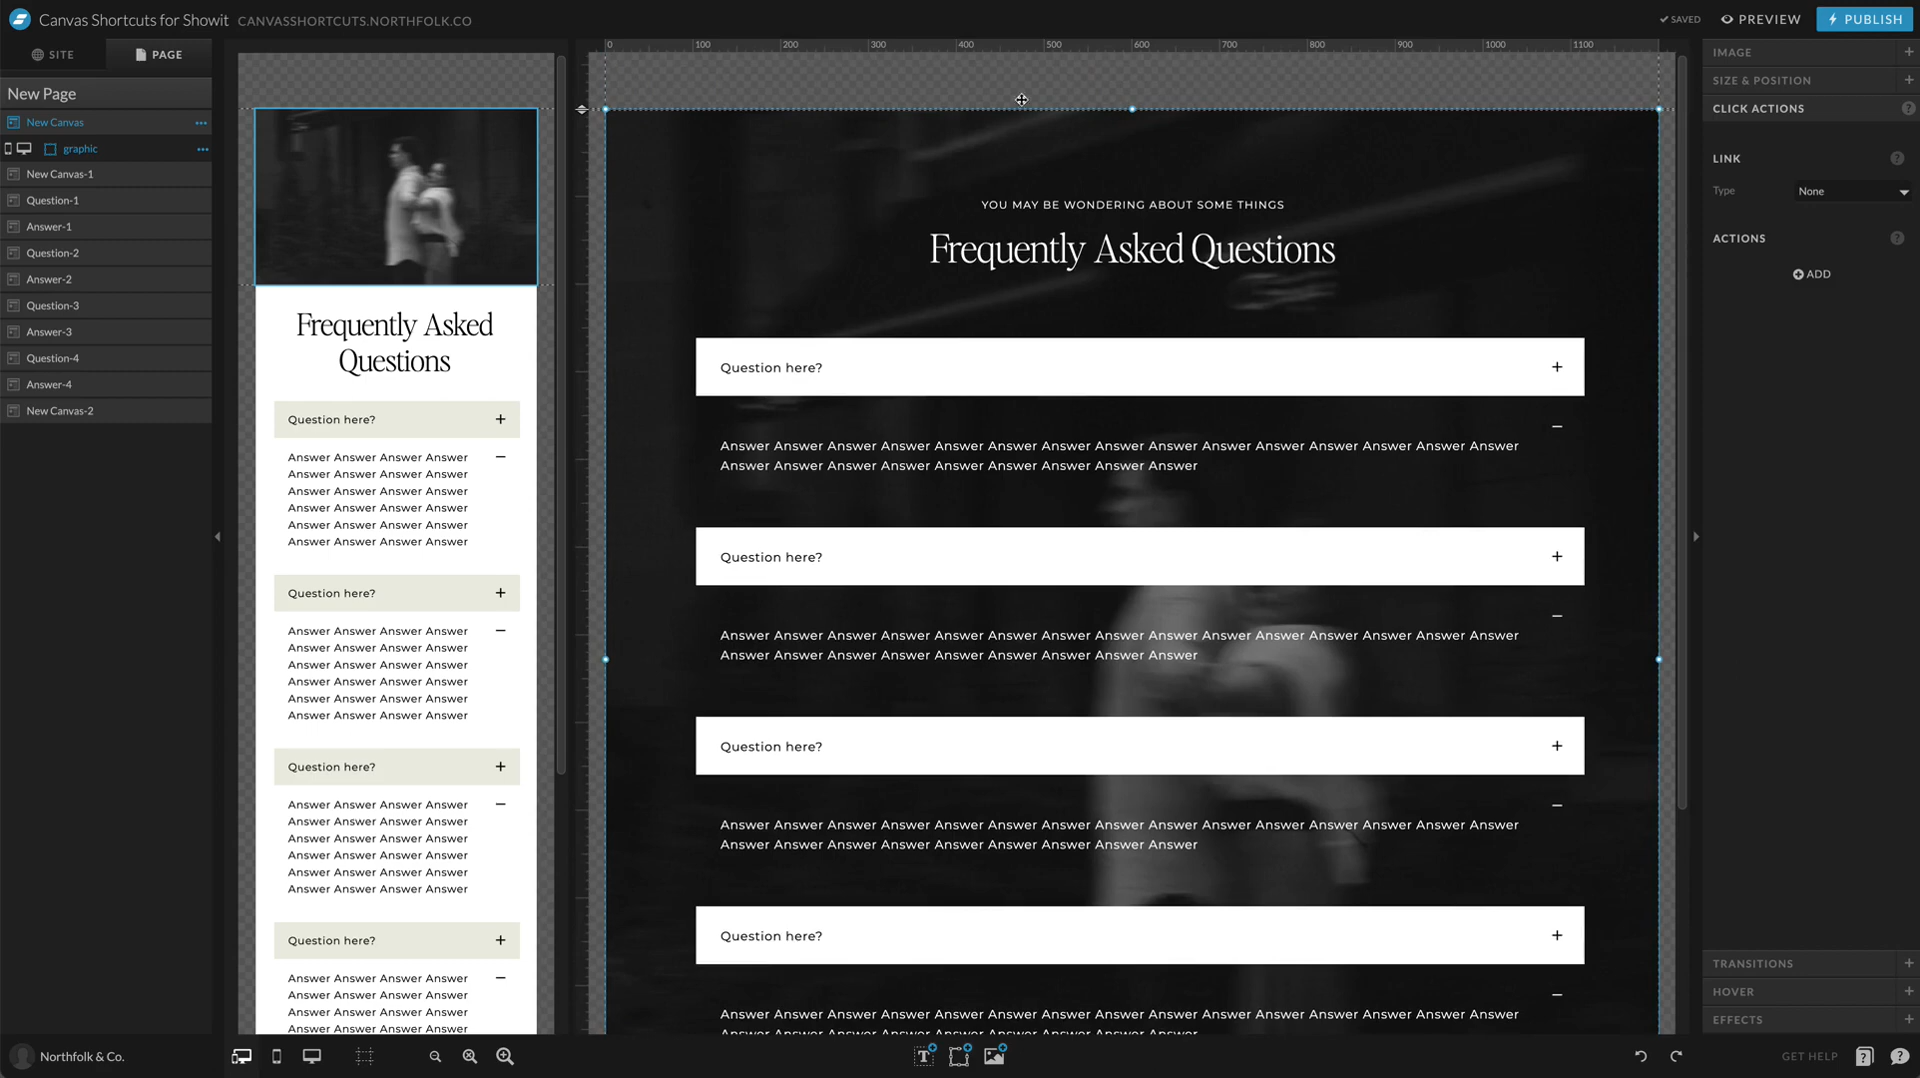 Canvas Shortcuts for Showit CANVASSHORTCUTS.NORTHFOLK.CO
SAVED PREVIEW PUBLISH
SITE PAGE
New Page
New Canvas
graphic
New Canvas-1
Question-1
Answer-1
Question-2
Answer-2
Question-3
Answer-3
Question-4
Answer-4
New Canvas-2
Frequently Asked
Questions
Question here?
Answer Answer Answer Answer
Answer Answer Answer Answer
Answer Answer Answer Answer
Answer Answer Answer Answer
Answer Answer Answer Answer
Answer Answer Answer Answer
Question here?
Answer Answer Answer Answer
Answer Answer Answer Answer
Answer Answer Answer Answer
Answer Answer Answer Answer
Answer Answer Answer Answer
Answer Answer Answer Answer
Question here?
Answer Answer Answer Answer
Answer Answer Answer Answer
Answer Answer Answer Answer
Answer Answer Answer Answer
Answer Answer Answer Answer
Answer Answer Answer Answer
Question here?
Answer Answer Answer Answer
Answer Answer Answer Answer
Answer Answer Answer Answer
Answer Answer Answer Answer
0 100 200 300 400 500 600 700 800 900 1000 1100
YOU MAY BE WONDERING ABOUT SOME THINGS
Frequently Asked Questions
Question here?
Answer Answer Answer Answer Answer Answer Answer Answer Answer Answer Answer Answer Answer Answer Answer
Answer Answer Answer Answer Answer Answer Answer Answer Answer
Question here?
Answer Answer Answer Answer Answer Answer Answer Answer Answer Answer Answer Answer Answer Answer Answer
Answer Answer Answer Answer Answer Answer Answer Answer Answer
Question here?
Answer Answer Answer Answer Answer Answer Answer Answer Answer Answer Answer Answer Answer Answer Answer
Answer Answer Answer Answer Answer Answer Answer Answer Answer
Question here?
Answer Answer Answer Answer Answer Answer Answer Answer Answer Answer Answer Answer Answer Answer Answer
Answer Answer Answer Answer Answer Answer Answer Answer Answer
IMAGE
SIZE & POSITION
CLICK ACTIONS
LINK
Type None
ACTIONS
ADD
TRANSITIONS
HOVER
EFFECTS
Northfolk & Co.
GET HELP